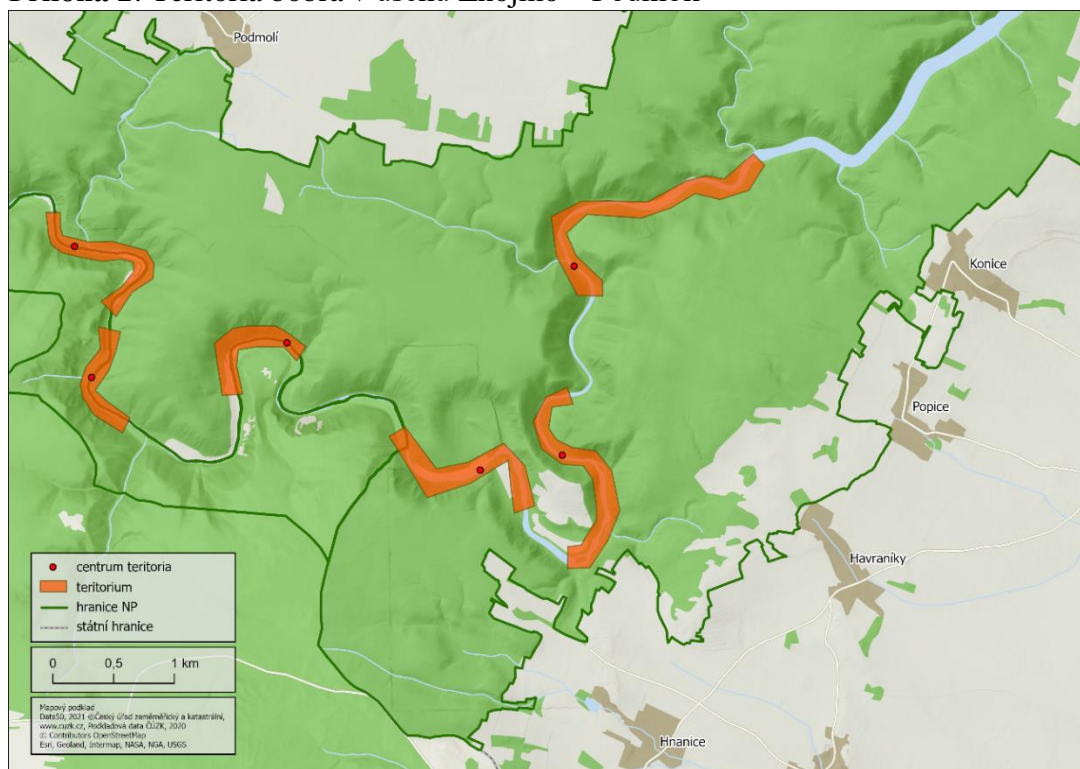 Podmolí
Konice
Popice
Havraníky
Hnanice
centrum teritoria
teritorium
hranice NP
státní hranice
0 0,5 1 km
Mapový podklad
Data50, 2021 ©Český úřad zeměměřický a katastrální,
www.cuzk.cz, Podkladová data ČÚZK, 2020
© Contributors OpenStreetMap
Esri, Geoland, Intermap, NASA, NGA, USGS